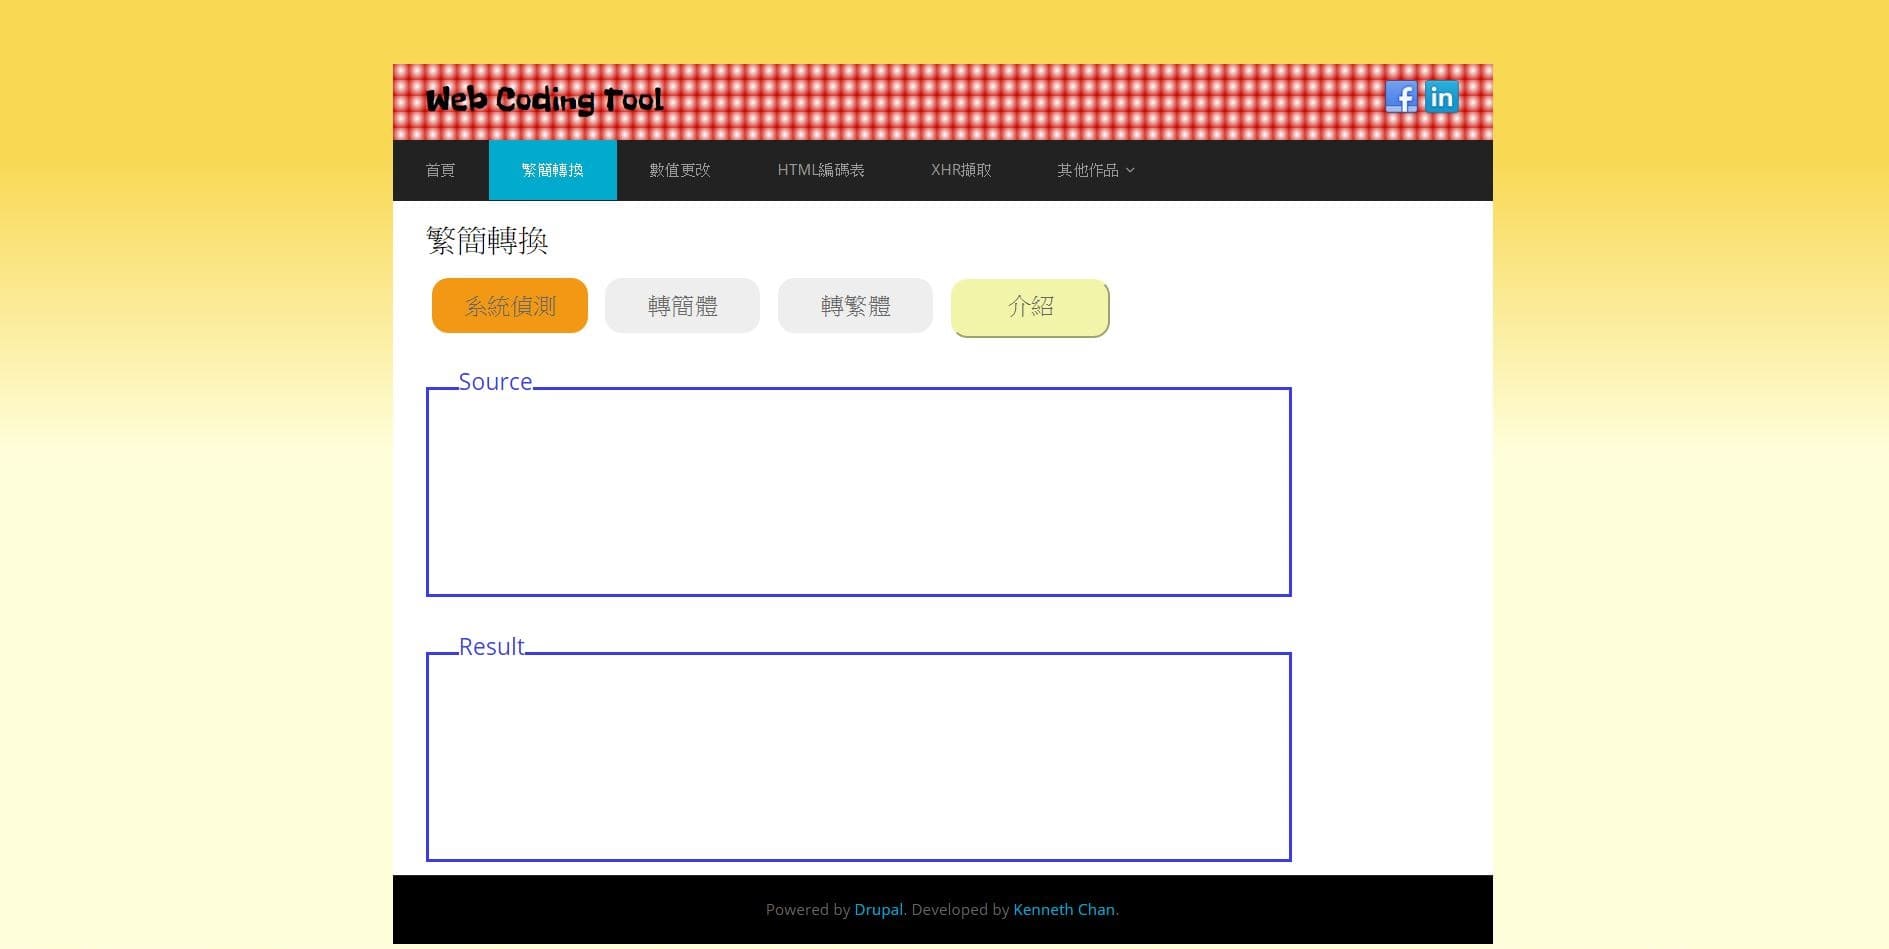 Web Coding Tool
首頁 繁簡轉換 數值更改 HTML編碼表 XHR擷取 其他作品
繁簡轉換
系統偵測 轉簡體 轉繁體 介紹
Source
Result
Powered by Drupal. Developed by Kenneth Chan.